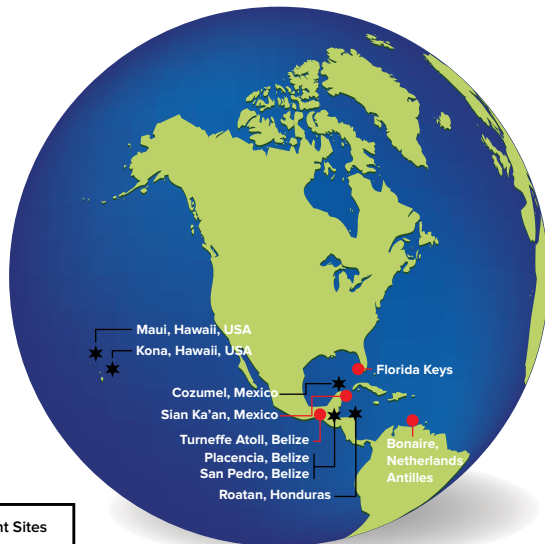 Maui, Hawaii, USA
Kona, Hawaii, USA
Florida Keys
Cozumel, Mexico
Sian Ka'an, Mexico
Turneffe Atoll, Belize
Placencia, Belize
San Pedro, Belize
Roatan, Honduras
Bonaire,
Netherlands
Antilles
Sites